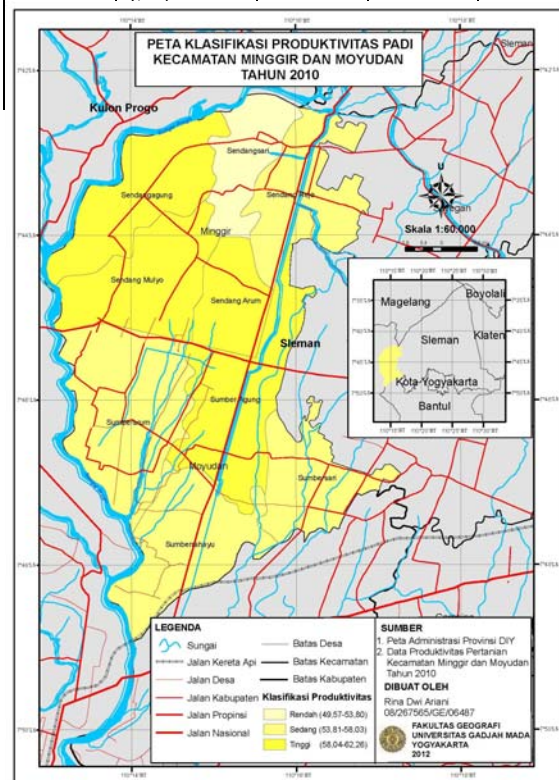 PETA KLASIFIKASI PRODUKTIVITAS PADI
KECAMATAN MINGGIR DAN MOYUDAN
TAHUN 2010
Sleman
Kulon Progo
Sendangsari
Sendangagung
Minggir
Sendang Mulyo
Sendang Arum
Sleman
Sumber Agung
Sumberarum
Moyudan
Sumbersari
Sumberrahayu
U
Skala 1:60.000
Magelang
Boyolali
Sleman
Klaten
Kota Yogyakarta
Bantul
LEGENDA
Sungai
Jalan Kereta Api
Jalan Desa
Jalan Kabupaten
Jalan Propinsi
Jalan Nasional
Batas Desa
Batas Kecamatan
Batas Kabupaten
Klasifikasi Produktivitas
Rendah (49,57-53,80)
Sedang (53,81-58,03)
Tinggi (58,04-62,26)
SUMBER
1. Peta Administrasi Provinsi DIY
2. Data Produktivitas Pertanian
Kecamatan Minggir dan Moyudan
Tahun 2010
DIBUAT OLEH
Rina Dwi Ariani
08/267565/GE/06487
FAKULTAS GEOGRAFI
UNIVERSITAS GADJAH MADA
YOGYAKARTA
2012